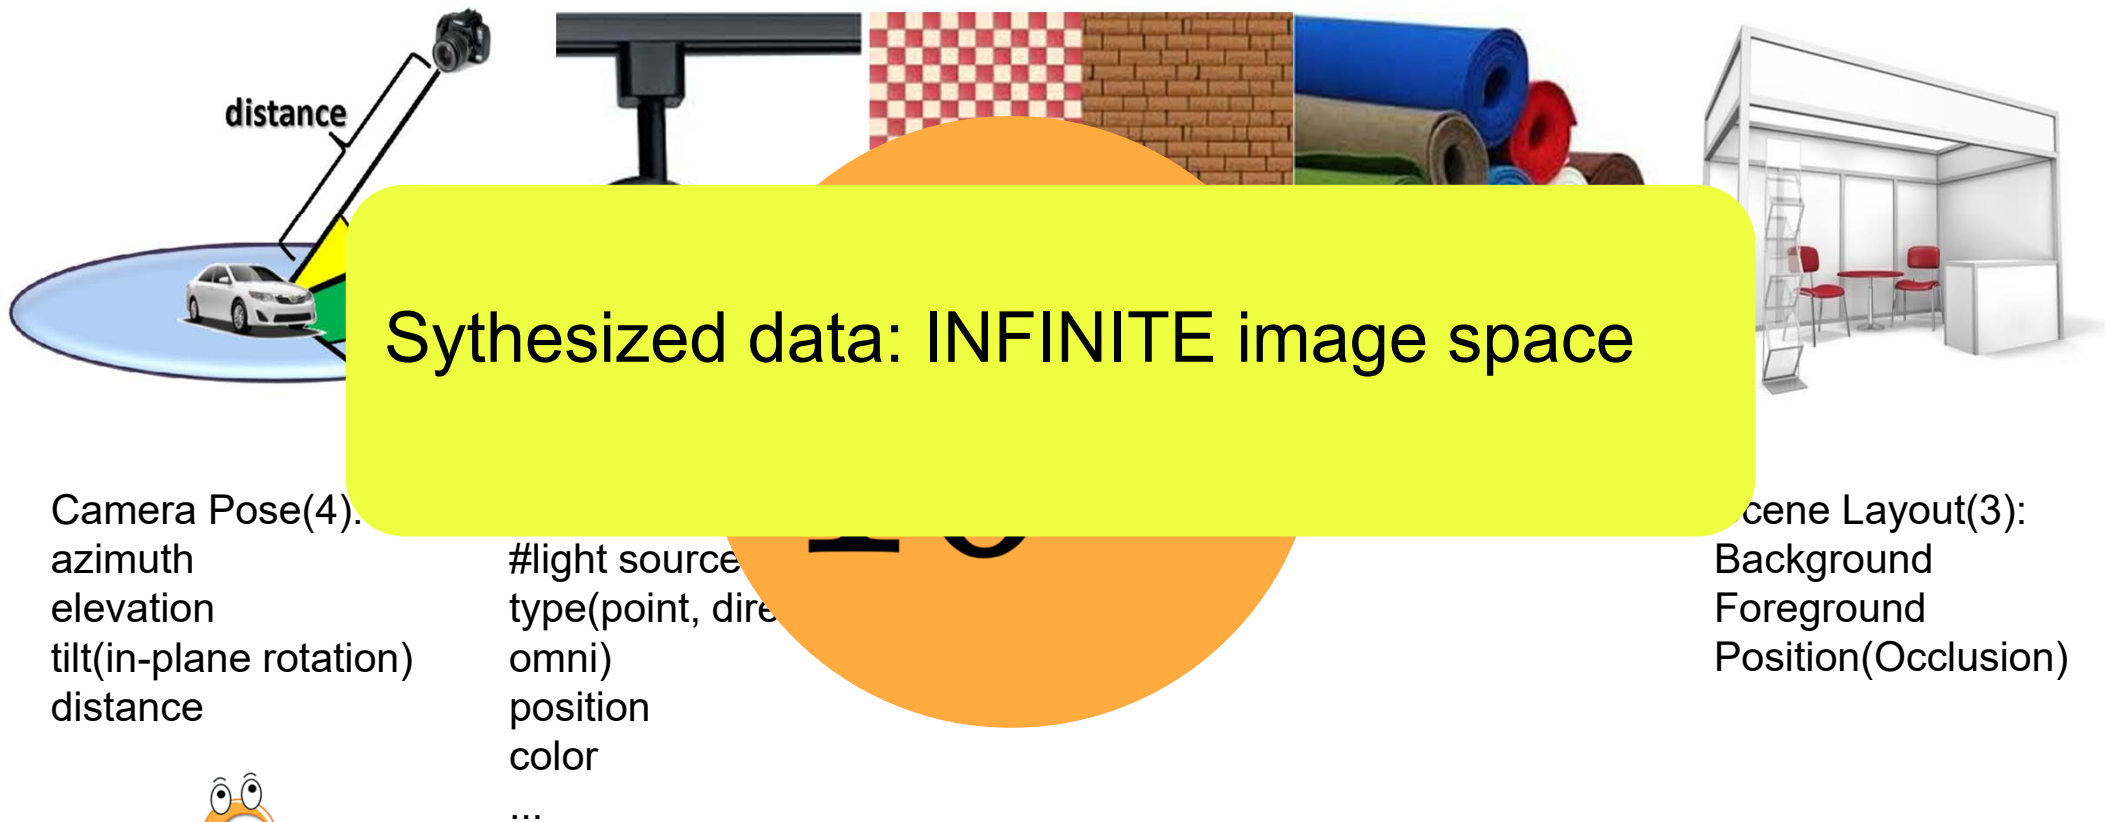 distance
Sythesized data: INFINITE image space
Camera Pose(4):
azimuth
elevation
tilt(in-plane rotation)
distance
#light source
type(point, dire
omni)
position
color
...
cene Layout(3):
Background
Foreground
Position(Occlusion)